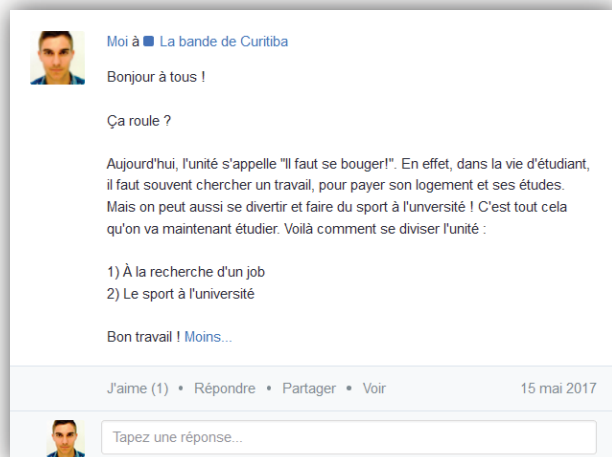 Moi à La bande de Curitiba
Bonjour à tous !
Ça roule ?
Aujourd'hui, l'unité s'appelle "Il faut se bouger!". En effet, dans la vie d'étudiant,
il faut souvent chercher un travail, pour payer son logement et ses études.
Mais on peut aussi se divertir et faire du sport à l'unversité ! C'est tout cela
qu'on va maintenant étudier. Voilà comment se diviser l'unité :
1) À la recherche d'un job
2) Le sport à l'université
Bon travail ! Moins...
J'aime (1) • Répondre • Partager • Voir 15 mai 2017
Tapez une réponse...